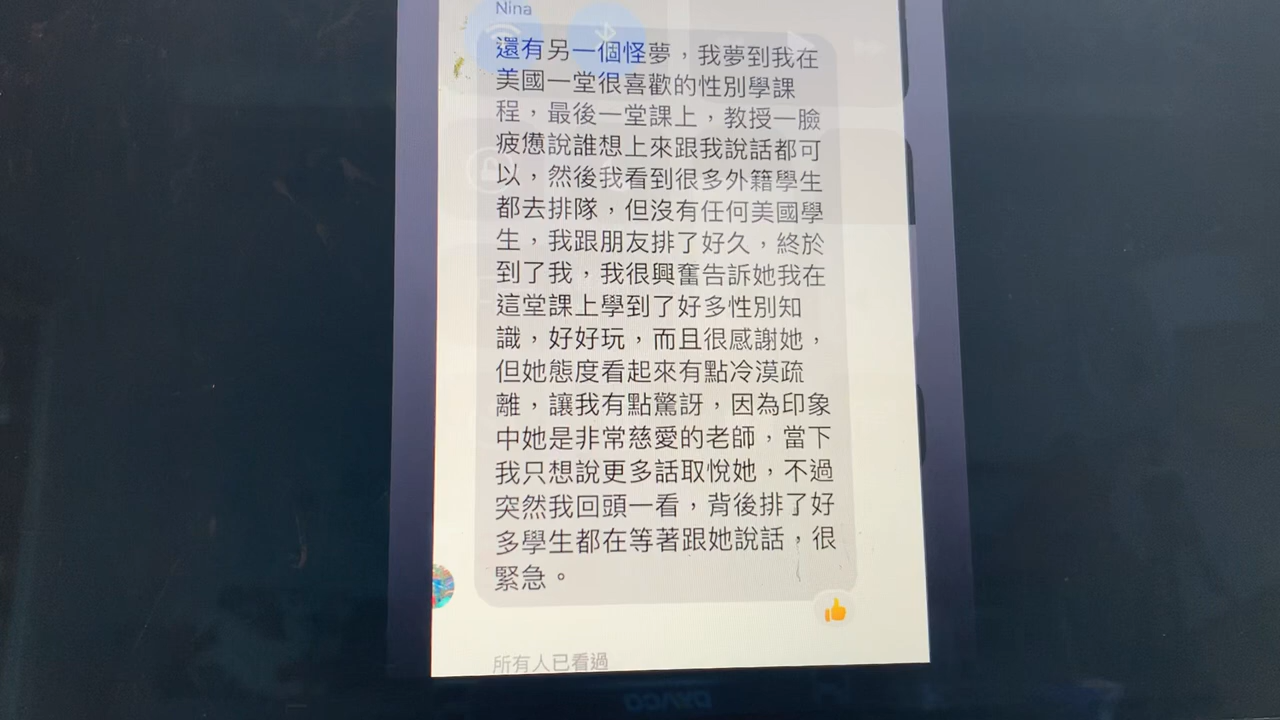 Nina
還有另一個怪夢，我夢到我在
美國一堂很喜歡的性別學課
程，最後一堂課上，教授一臉
疲憊說誰想上來跟我說話都可
以，然後我看到很多外籍學生
都去排隊，但沒有任何美國學
生，我跟朋友排了好久，終於
到了我，我很興奮告訴她我在
這堂課上學到了好多性別知
識，好好玩，而且很感謝她，
但她態度看起來有點冷漠疏
離，讓我有點驚訝，因為印象
中她是非常慈愛的老師，當下
我只想說更多話取悅她，不過
突然我回頭一看，背後排了好
多學生都在等著跟她說話，很
緊急。
所有人已看過